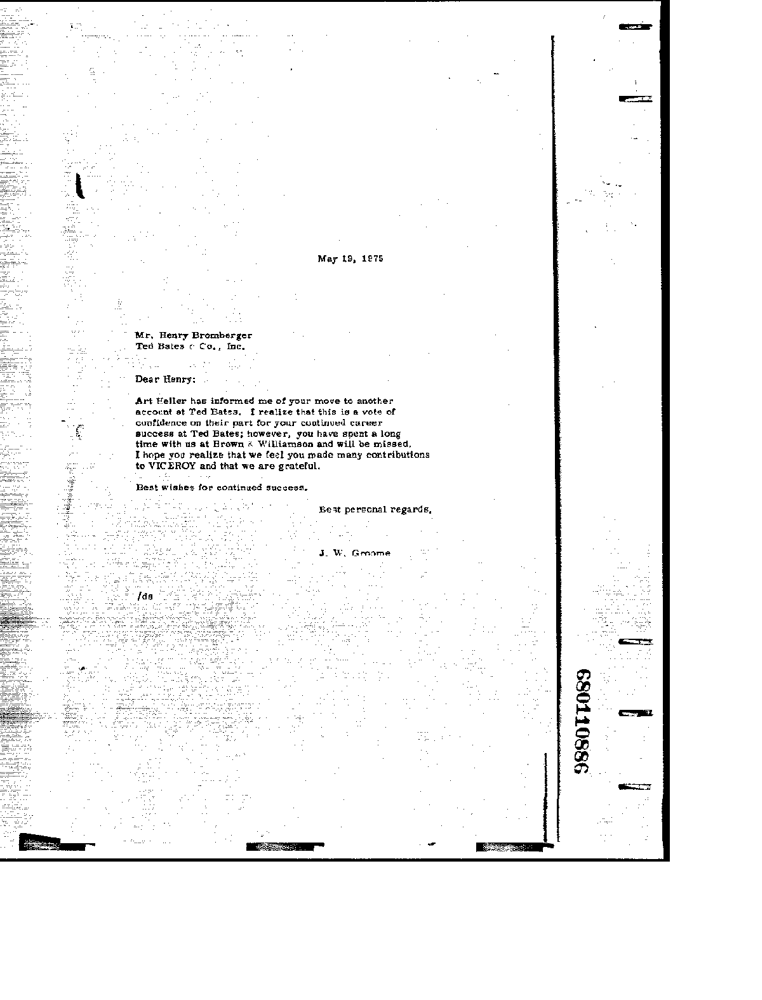 May 19, 1975
Mr. Henry Bromberger
Ted Bates & Co., Inc.
Dear Henry:
Art Heller has informed me of your move to another
account at Ted Bates. I realize that this is a vote of
confidence on their part for your continued career
success at Ted Bates; however, you have spent a long
time with us at Brown & Williamson and will be missed.
I hope you realize that we feel you made many contributions
to VICEROY and that we are grateful.
Best wishes for continued success.
Best personal regards,
J. W. Groome
/ds
680110886